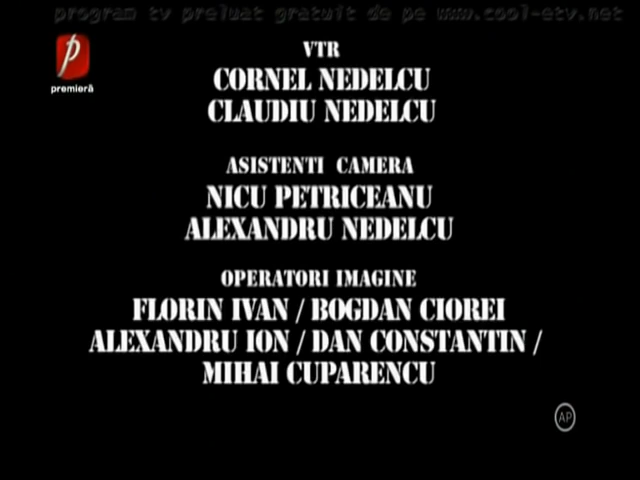 program tv preluat gratuit de pe www.cool-etv.net
p
premieră
VTR
CORNEL NEDELCU
CLAUDIU NEDELCU
ASISTENTI CAMERA
NICU PETRICEANU
ALEXANDRU NEDELCU
OPERATORI IMAGINE
FLORIN IVAN / BOGDAN CIOREI
ALEXANDRU ION / DAN CONSTANTIN /
MIHAI CUPARENCU
AP